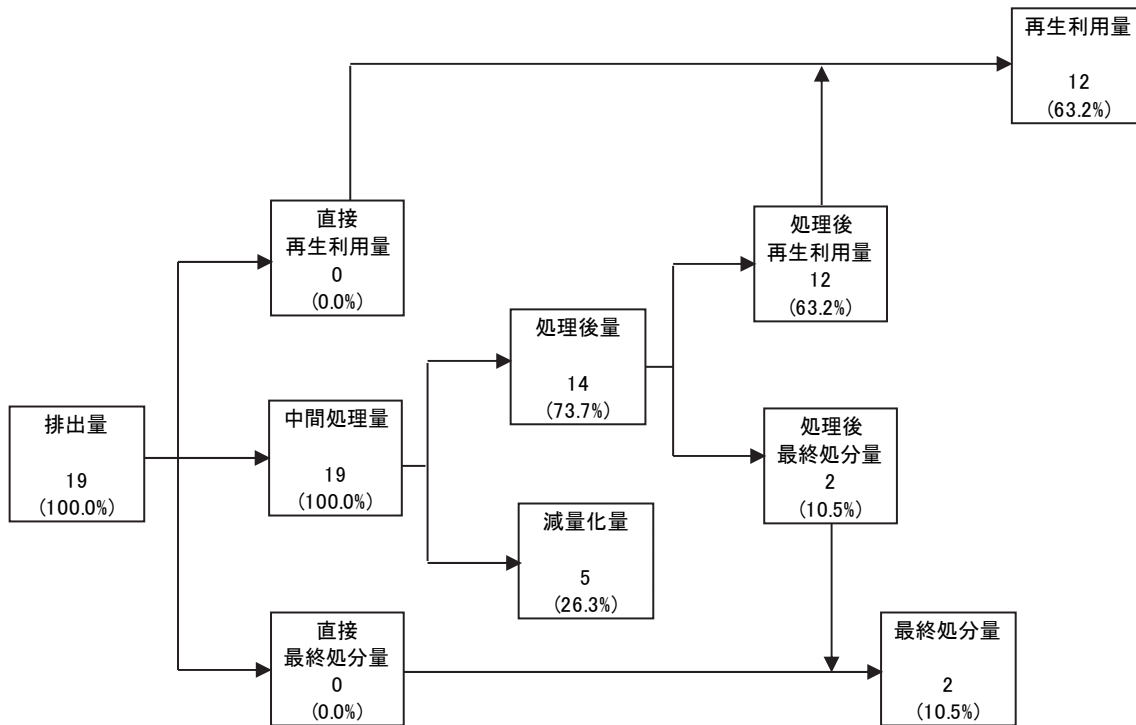 再生利用量
12
(63.2%)
直接
再生利用量
0
(0.0%)
処理後
再生利用量
12
(63.2%)
処理後量
14
(73.7%)
排出量
19
(100.0%)
中間処理量
19
(100.0%)
処理後
最終処分量
2
(10.5%)
減量化量
5
(26.3%)
直接
最終処分量
0
(0.0%)
最終処分量
2
(10.5%)